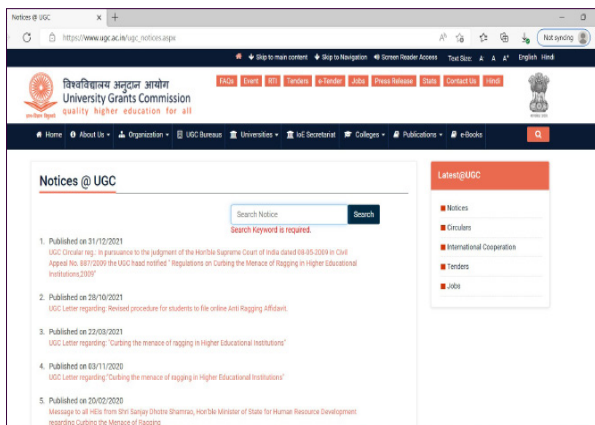 Notices @ UGC
https://www.ugc.ac.in/ugc_notices.aspx
Not syncing
Skip to main content Skip to Navigation Screen Reader Access Text Size: A A A+ English Hindi
FAQs Event RTI Tenders e-Tender Jobs Press Release Stats Contact Us Hindi
विश्वविद्यालय अनुदान आयोग
University Grants Commission
quality higher education for all
Home About Us Organization UGC Bureaus Universities IoE Secretariat Colleges Publications e-Books
Notices @ UGC
Search Notice Search
Search Keyword is required.
1. Published on 31/12/2021
UGC Circular reg.: In pursuance to the judgment of the Hon'ble Supreme Court of India dated 08-05-2009 in Civil
Appeal No. 887/2009 the UGC haad notified " Regulations on Curbing the Menace of Ragging in Higher Educational
Institutions,2009"
2. Published on 28/10/2021
UGC Letter regarding: Revised procedure for students to file online Anti Ragging Affidavit.
3. Published on 22/03/2021
UGC Letter regarding: "Curbing the menace of ragging in Higher Educational Institutions"
4. Published on 03/11/2020
UGC Letter regarding "Curbing the menace of ragging in Higher Educational Institutions"
5. Published on 20/02/2020
Message to all HEIs from Shri Sanjay Dhotre Shamrao, Hon'ble Minister of State for Human Resource Development
regarding Curbing the Menace of Ragging
Latest@UGC
Notices
Circulars
International Cooperation
Tenders
Jobs